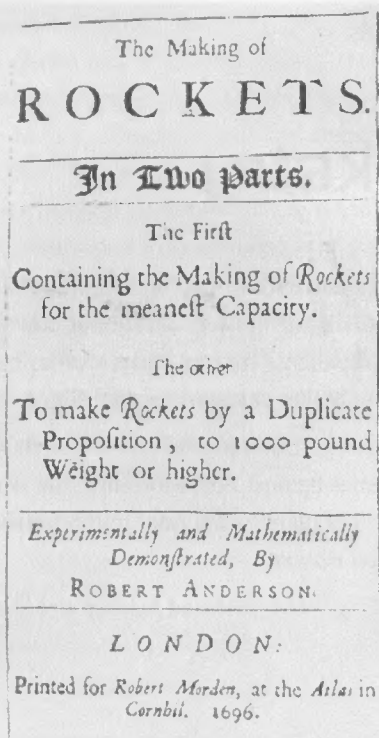 The Making of
ROCKETS.
In Two Parts.
The Firſt
Containing the Making of Rockets
for the meaneſt Capacity.
The other
To make Rockets by a Duplicate
Propoſition, to 1000 pound
Weight or higher.
Experimentally and Mathematically
Demonſtrated, By
ROBERT ANDERSON.
LONDON:
Printed for Robert Morden, at the Atlas in
Cornhil. 1696.